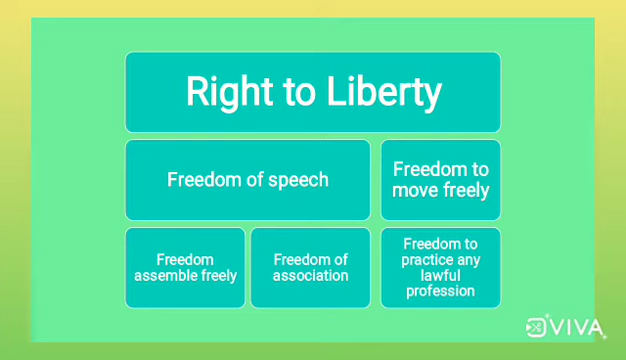 Right to Liberty
Freedom of speech
Freedom to
move freely
Freedom
assemble freely
Freedom of
association
Freedom to
practice any
lawful
profession
VIVA